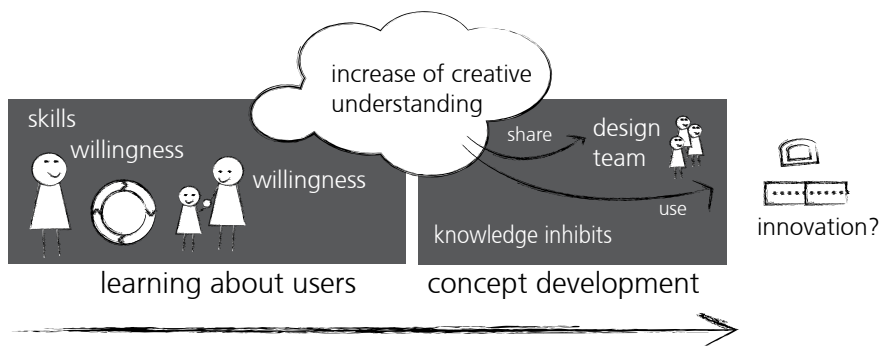 increase of creative
understanding
skills
willingness
willingness
share
design
team
use
knowledge inhibits
innovation?
learning about users
concept development